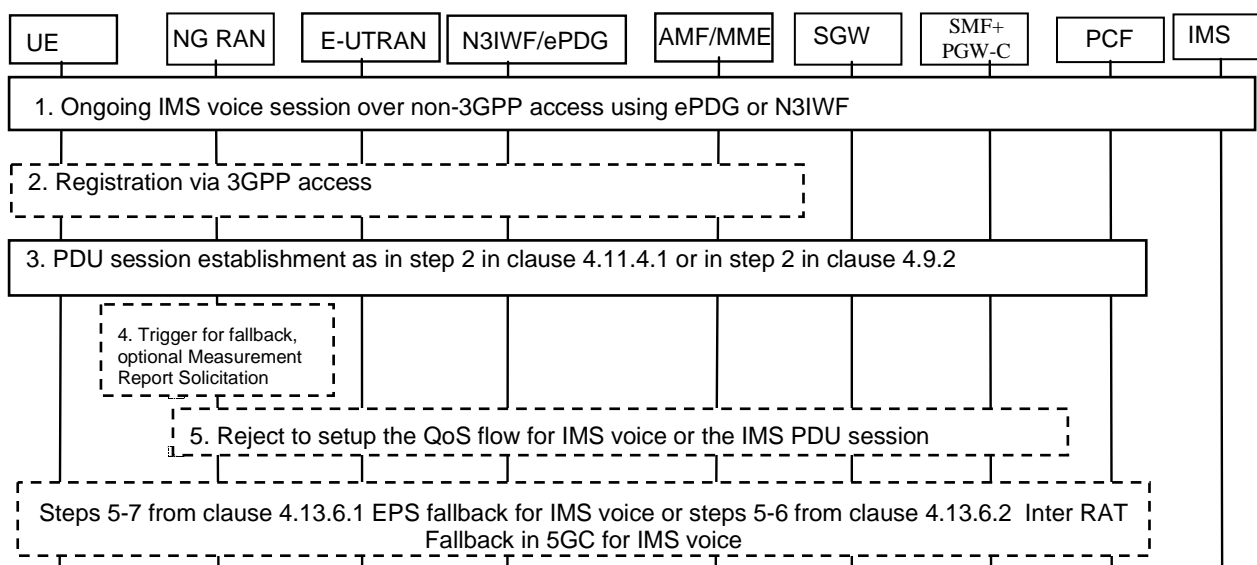 UE
NG RAN
E-UTRAN
N3IWF/ePDG
AMF/MME
SGW
SMF+
PGW-C
PCF
IMS
1. Ongoing IMS voice session over non-3GPP access using ePDG or N3IWF
2. Registration via 3GPP access
3. PDU session establishment as in step 2 in clause 4.11.4.1 or in step 2 in clause 4.9.2
4. Trigger for fallback,
optional Measurement
Report Solicitation
5. Reject to setup the QoS flow for IMS voice or the IMS PDU session
Steps 5-7 from clause 4.13.6.1 EPS fallback for IMS voice or steps 5-6 from clause 4.13.6.2 Inter RAT
Fallback in 5GC for IMS voice